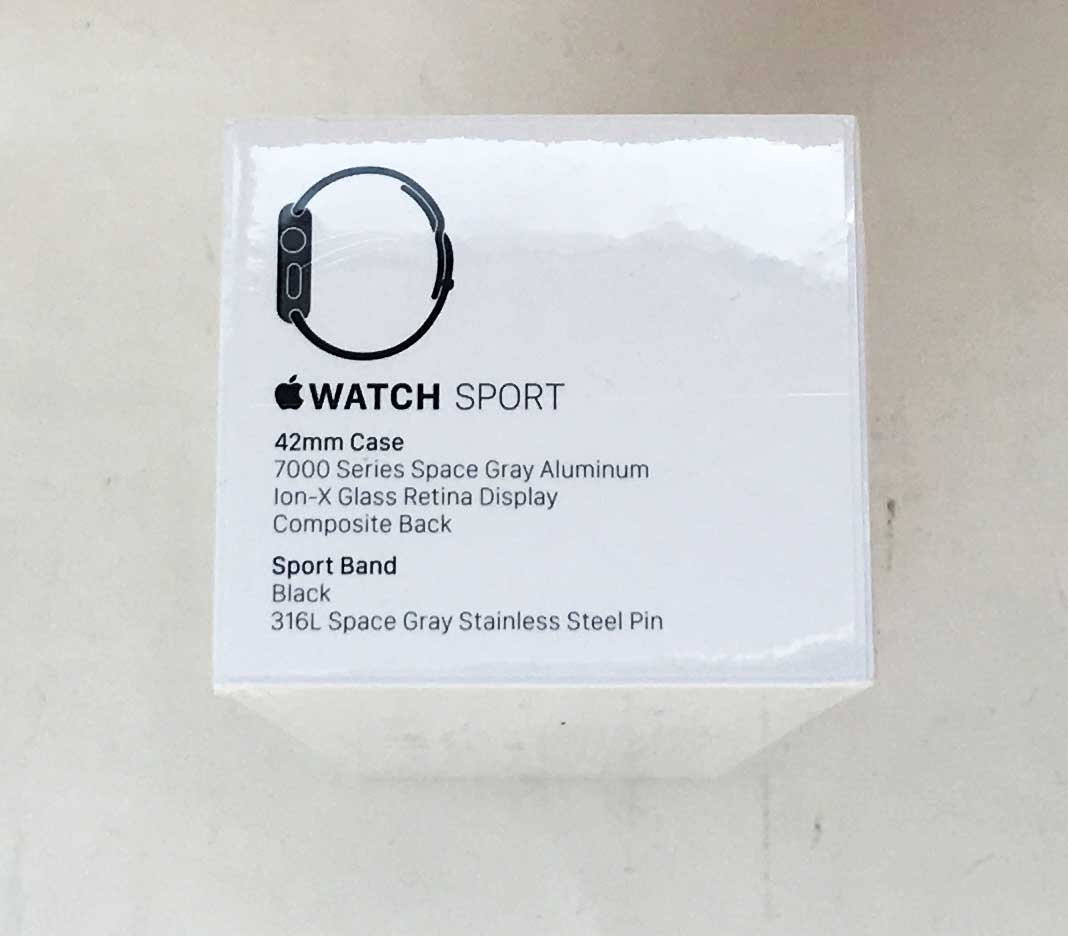 WATCH SPORT
42mm Case
7000 Series Space Gray Aluminum
Ion-X Glass Retina Display
Composite Back
Sport Band
Black
316L Space Gray Stainless Steel Pin